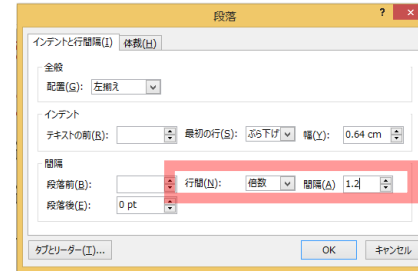 段落
? ×
インデントと行間隔(I) 体裁(H)
全般
配置(G): 左揃え
インデント
テキストの前(R): 最初の行(S): ぶら下げ 幅(Y): 0.64 cm
間隔
段落前(B): 行間(N): 倍数 間隔(A) 1.2
段落後(E): 0 pt
タブとリーダー(T)... OK キャンセル